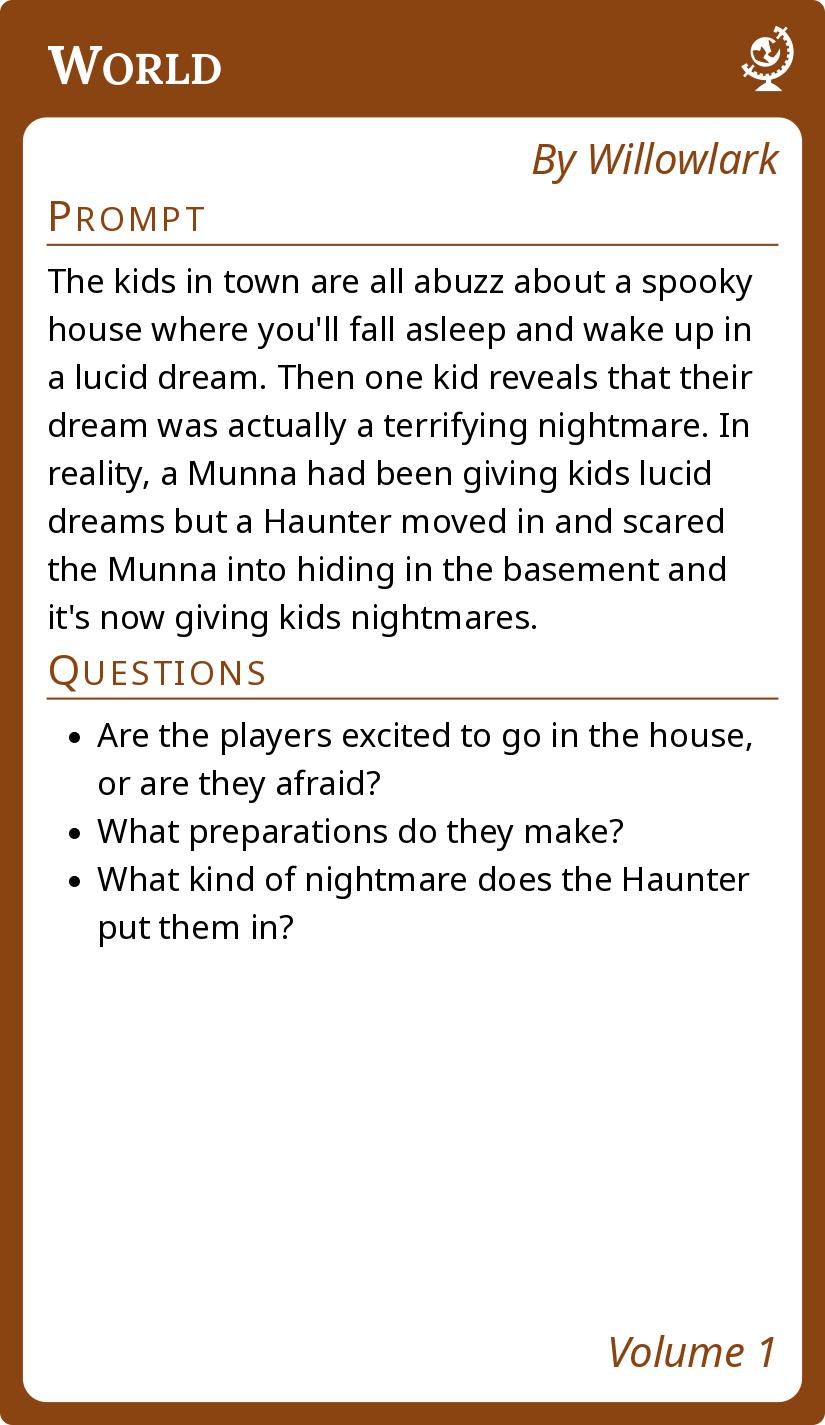 World
By Willowlark
Prompt
The kids in town are all abuzz about a spooky
house where you'll fall asleep and wake up in
a lucid dream. Then one kid reveals that their
dream was actually a terrifying nightmare. In
reality, a Munna had been giving kids lucid
dreams but a Haunter moved in and scared
the Munna into hiding in the basement and
it's now giving kids nightmares.
Questions
• Are the players excited to go in the house,
or are they afraid?
• What preparations do they make?
• What kind of nightmare does the Haunter
put them in?
Volume 1